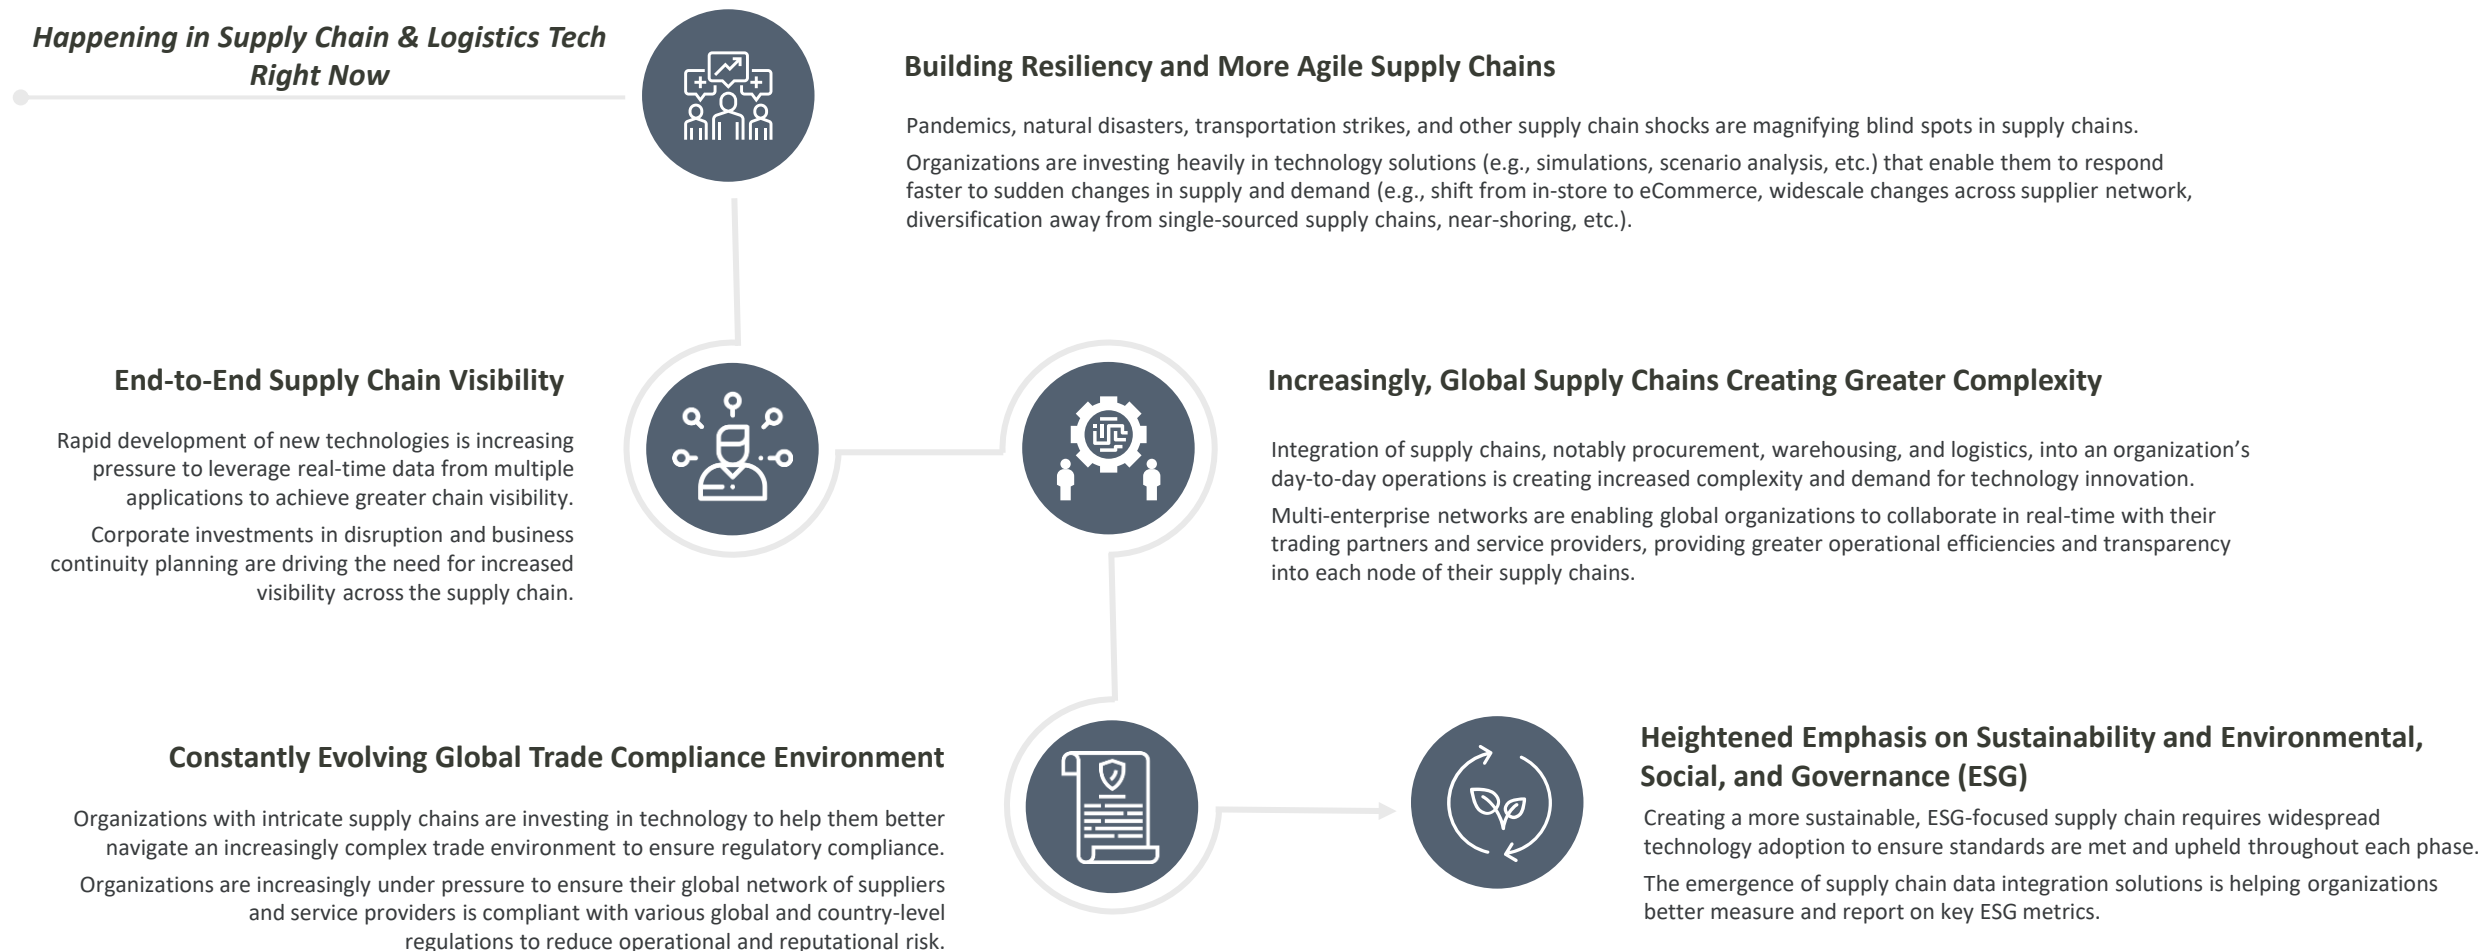 Happening in Supply Chain & Logistics Tech
Right Now
Building Resiliency and More Agile Supply Chains
Pandemics, natural disasters, transportation strikes, and other supply chain shocks are magnifying blind spots in supply chains.
Organizations are investing heavily in technology solutions (e.g., simulations, scenario analysis, etc.) that enable them to respond
faster to sudden changes in supply and demand (e.g., shift from in-store to eCommerce, widescale changes across supplier network,
diversification away from single-sourced supply chains, near-shoring, etc.).
End-to-End Supply Chain Visibility
Rapid development of new technologies is increasing
pressure to leverage real-time data from multiple
applications to achieve greater chain visibility.
Corporate investments in disruption and business
continuity planning are driving the need for increased
visibility across the supply chain.
Increasingly, Global Supply Chains Creating Greater Complexity
Integration of supply chains, notably procurement, warehousing, and logistics, into an organization’s
day-to-day operations is creating increased complexity and demand for technology innovation.
Multi-enterprise networks are enabling global organizations to collaborate in real-time with their
trading partners and service providers, providing greater operational efficiencies and transparency
into each node of their supply chains.
Constantly Evolving Global Trade Compliance Environment
Organizations with intricate supply chains are investing in technology to help them better
navigate an increasingly complex trade environment to ensure regulatory compliance.
Organizations are increasingly under pressure to ensure their global network of suppliers
and service providers is compliant with various global and country-level
regulations to reduce operational and reputational risk.
Heightened Emphasis on Sustainability and Environmental,
Social, and Governance (ESG)
Creating a more sustainable, ESG-focused supply chain requires widespread
technology adoption to ensure standards are met and upheld throughout each phase.
The emergence of supply chain data integration solutions is helping organizations
better measure and report on key ESG metrics.